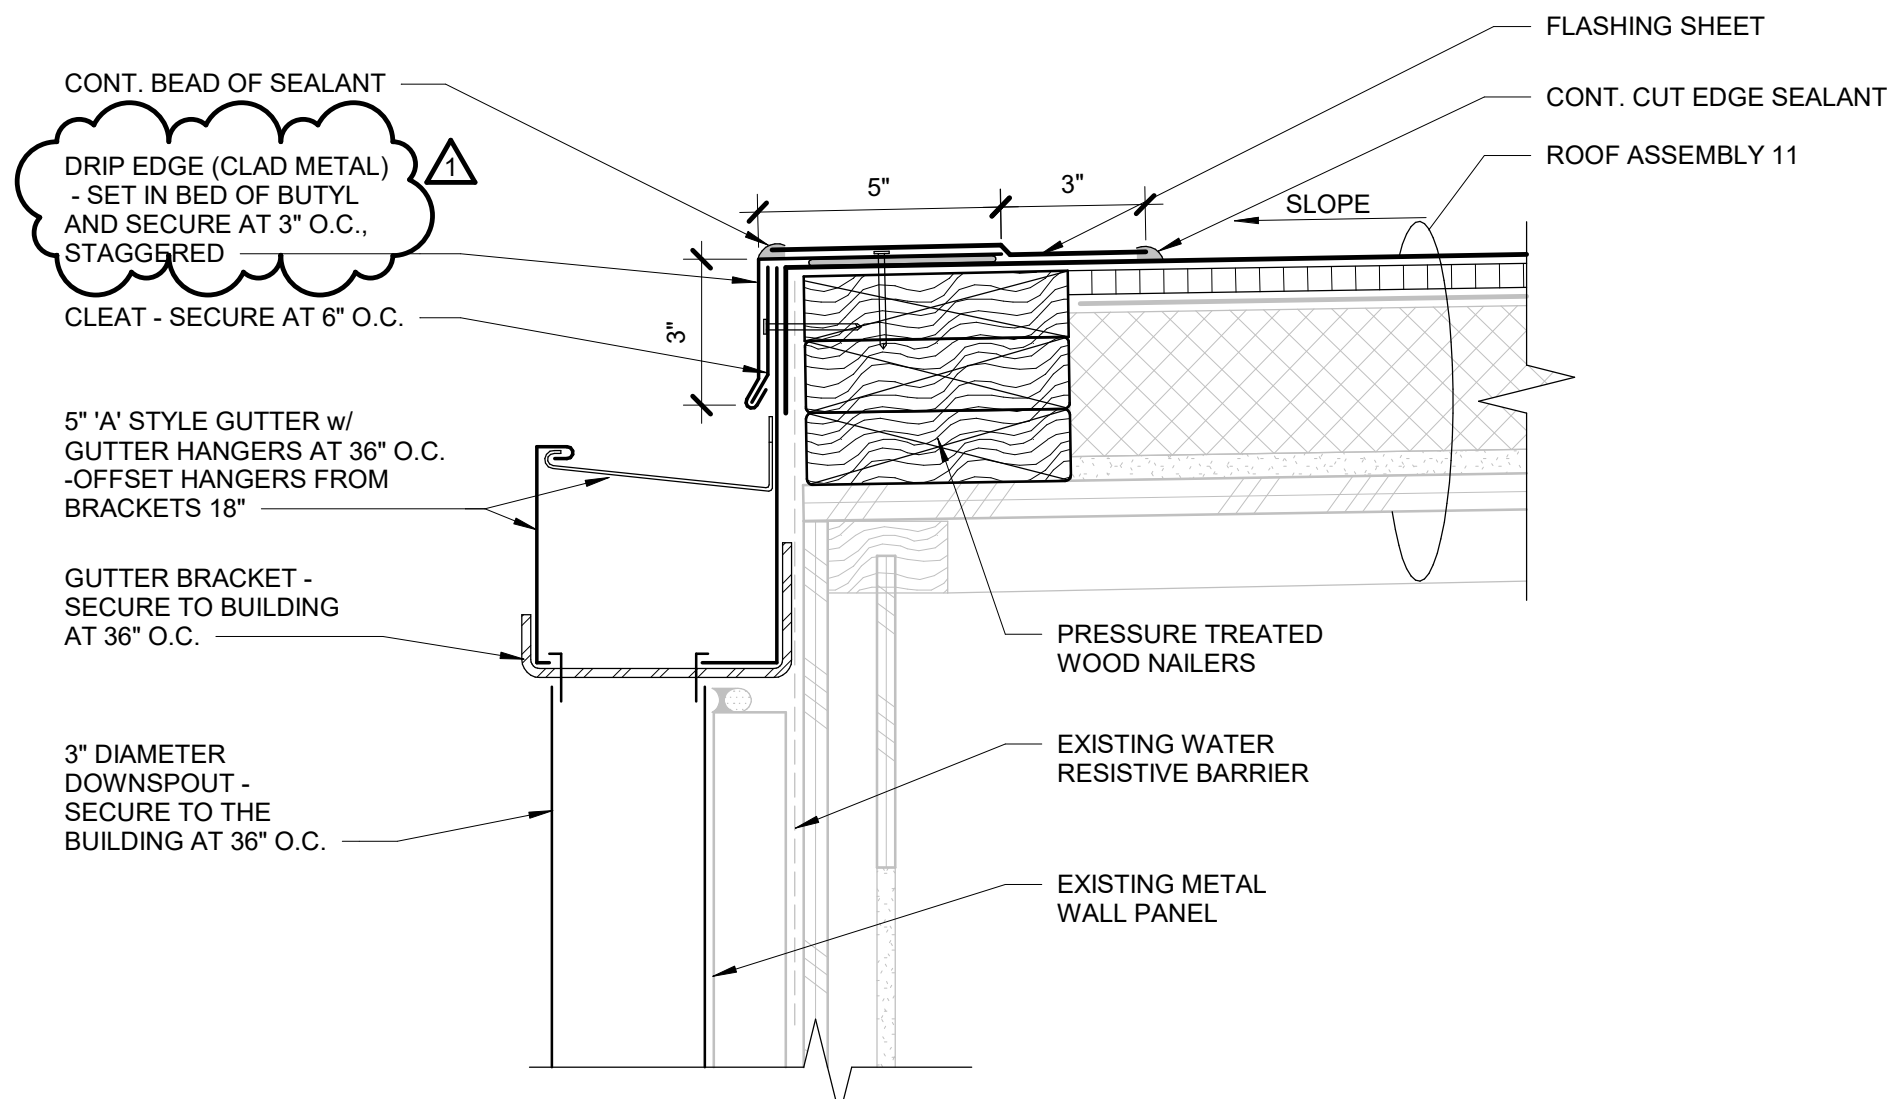 FLASHING SHEET
CONT. BEAD OF SEALANT
CONT. CUT EDGE SEALANT
DRIP EDGE (CLAD METAL)
- SET IN BED OF BUTYL
AND SECURE AT 3" O.C.,
STAGGERED
1
ROOF ASSEMBLY 11
5"
3"
SLOPE
CLEAT - SECURE AT 6" O.C.
3"
5" 'A' STYLE GUTTER w/
GUTTER HANGERS AT 36" O.C.
-OFFSET HANGERS FROM
BRACKETS 18"
GUTTER BRACKET -
SECURE TO BUILDING
AT 36" O.C.
PRESSURE TREATED
WOOD NAILERS
3" DIAMETER
DOWNSPOUT -
SECURE TO THE
BUILDING AT 36" O.C.
EXISTING WATER
RESISTIVE BARRIER
EXISTING METAL
WALL PANEL